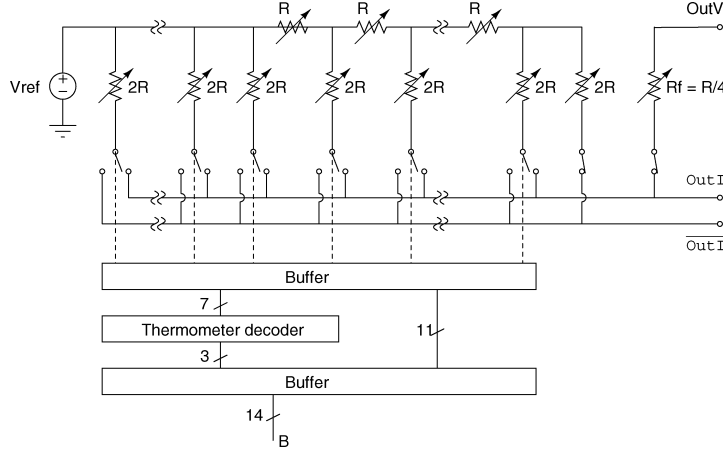 R R R OutV
Vref 2R 2R 2R 2R 2R 2R 2R Rf = R/4
OutI
OutI
Buffer
7
Thermometer decoder 11
3
Buffer
14
B